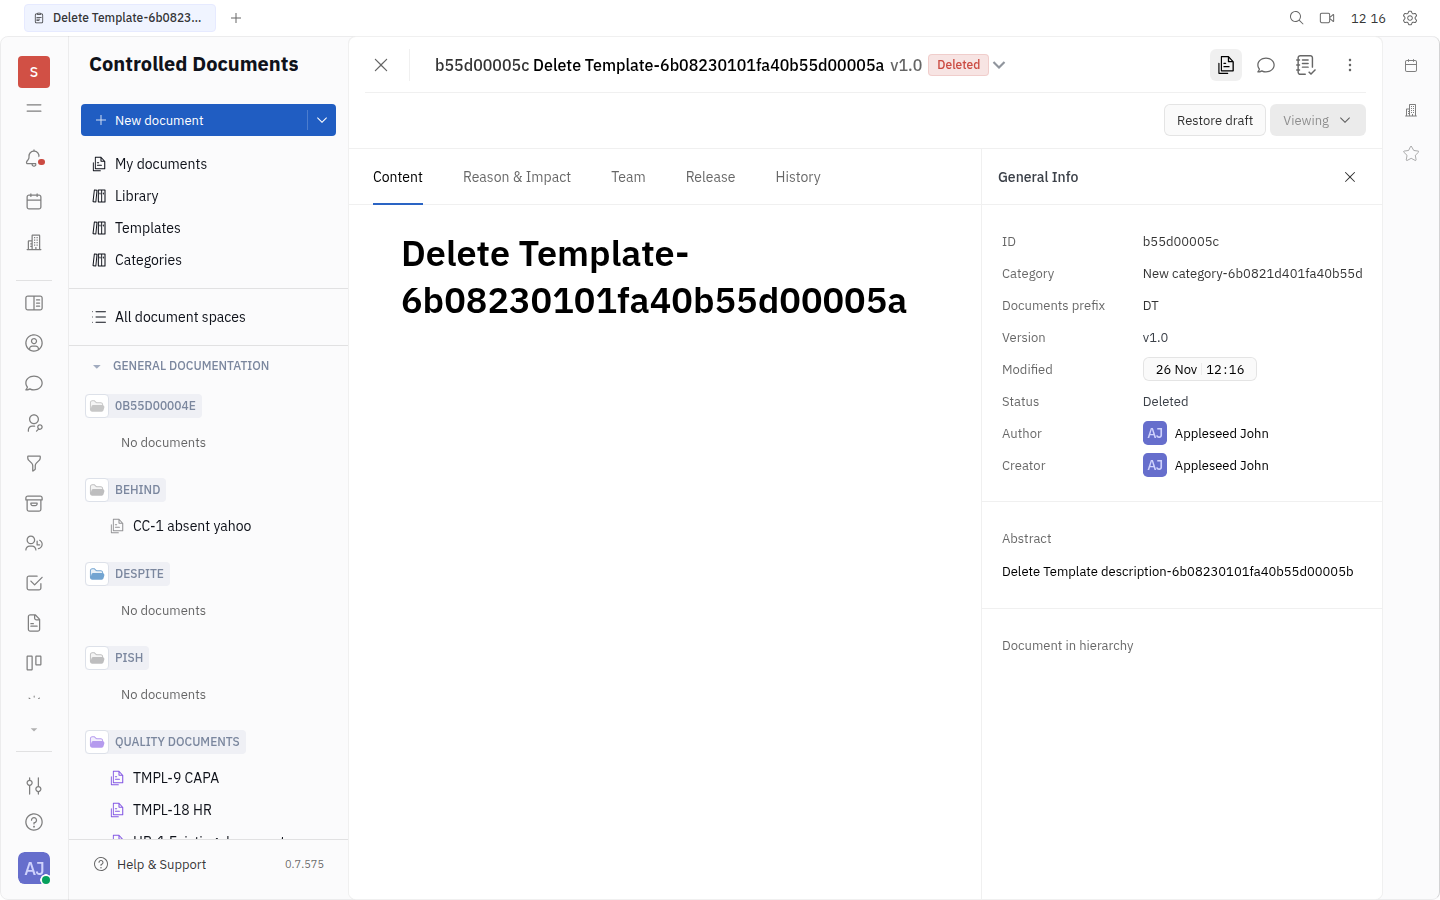 Delete Template-6b0823...
12 16
S
Controlled Documents
New document
My documents
Library
Templates
Categories
All document spaces
GENERAL DOCUMENTATION
0B55D00004E
No documents
BEHIND
CC-1 absent yahoo
DESPITE
No documents
PISH
No documents
QUALITY DOCUMENTS
TMPL-9 CAPA
TMPL-18 HR
Help & Support
0.7.575
AJ
b55d00005c Delete Template-6b08230101fa40b55d00005a v1.0 Deleted
Restore draft
Viewing
Content
Reason & Impact
Team
Release
History
Delete Template-
6b08230101fa40b55d00005a
General Info
ID b55d00005c
Category New category-6b0821d401fa40b55d
Documents prefix DT
Version v1.0
Modified 26 Nov 12:16
Status Deleted
Author AJ Appleseed John
Creator AJ Appleseed John
Abstract
Delete Template description-6b08230101fa40b55d00005b
Document in hierarchy